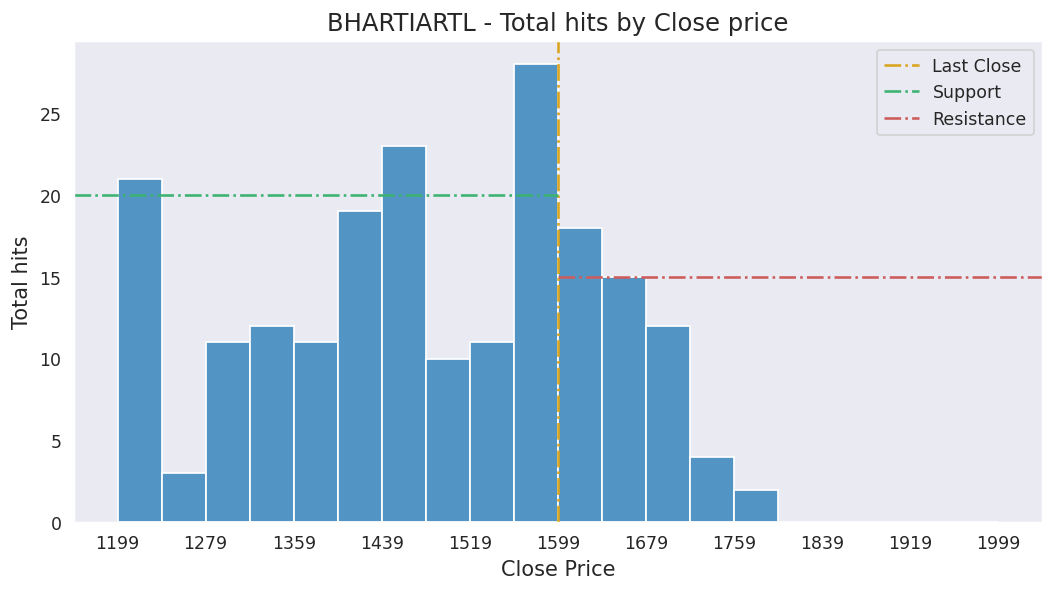 BHARTIARTL - Total hits by Close price
Last Close
Support
Resistance
Total hits
25
20
15
10
5
0
1199 1279 1359 1439 1519 1599 1679 1759 1839 1919 1999
Close Price